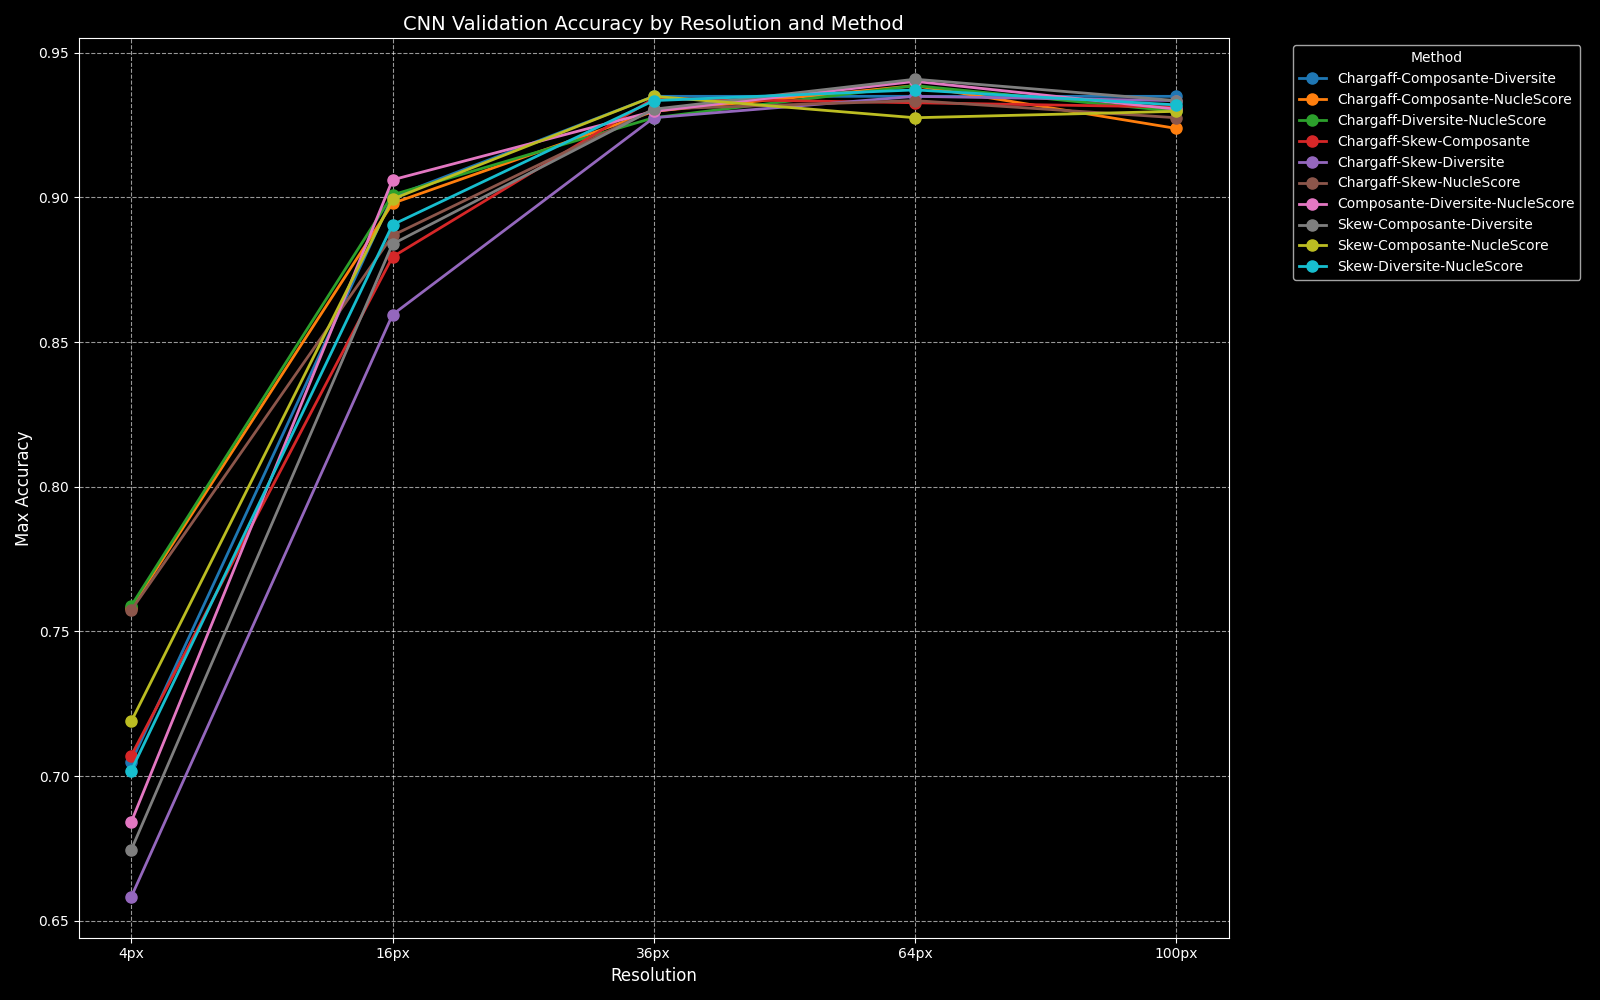 CNN Validation Accuracy by Resolution and Method
Max Accuracy
0.95
0.90
0.85
0.80
0.75
0.70
0.65
4px
16px
36px
64px
100px
Resolution
Method
Chargaff-Composante-Diversite
Chargaff-Composante-NucleScore
Chargaff-Diversite-NucleScore
Chargaff-Skew-Composante
Chargaff-Skew-Diversite
Chargaff-Skew-NucleScore
Composante-Diversite-NucleScore
Skew-Composante-Diversite
Skew-Composante-NucleScore
Skew-Diversite-NucleScore